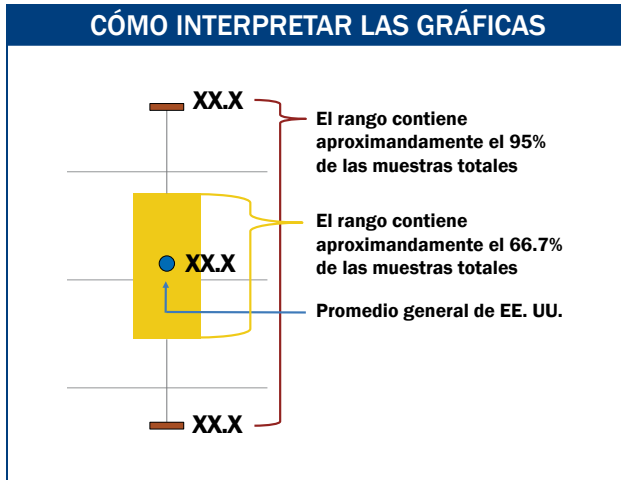 CÓMO INTERPRETAR LAS GRÁFICAS
XX.X
El rango contiene
aproximandamente el 95%
de las muestras totales
El rango contiene
aproximandamente el 66.7%
de las muestras totales
XX.X
Promedio general de EE. UU.
XX.X